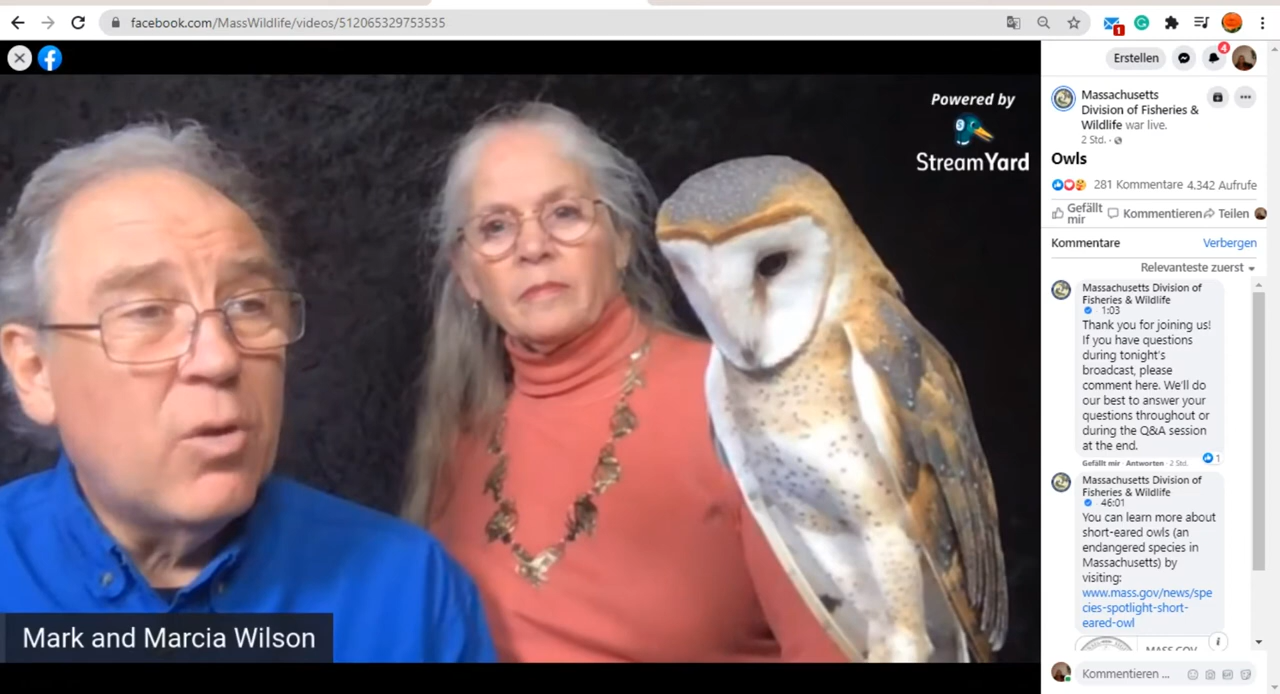 facebook.com/MassWildlife/videos/512065329753535
1
Powered by
StreamYard
Mark and Marcia Wilson
Erstellen
4
Massachusetts
Division of Fisheries &
Wildlife war live.
2 Std. ·
Owls
281 Kommentare 4.342 Aufrufe
Gefällt
mir
Kommentieren
Teilen
Kommentare
Verbergen
Relevanteste zuerst
Massachusetts Division of
Fisheries & Wildlife
· 1:03
Thank you for joining us!
If you have questions
during tonight's
broadcast, please
comment here. We'll do
our best to answer your
questions throughout or
during the Q&A session
at the end.
1
Gefällt mir · Antworten · 2 Std.
Massachusetts Division of
Fisheries & Wildlife
· 46:01
You can learn more about
short-eared owls (an
endangered species in
Massachusetts) by
visiting:
www.mass.gov/news/spe
cies-spotlight-short-
eared-owl
MASS.GOV
i
Kommentieren ...
GIF